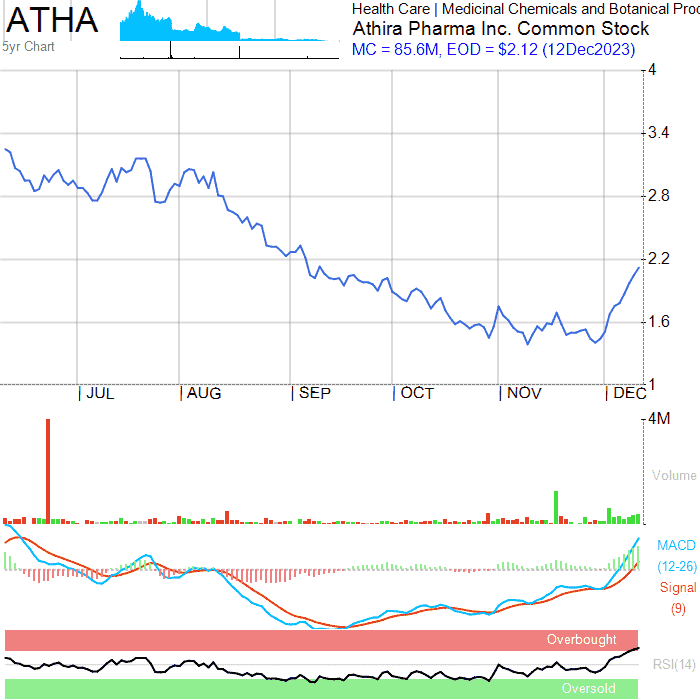 ATHA
5yr Chart
Health Care | Medicinal Chemicals and Botanical Proc
Athira Pharma Inc. Common Stock
MC = 85.6M, EOD = $2.12 (12Dec2023)
4
3.4
2.8
2.2
1.6
1
JUL
AUG
SEP
OCT
NOV
DEC
4M
Volume
MACD
(12-26)
Signal
(9)
Overbought
RSI(14)
Oversold